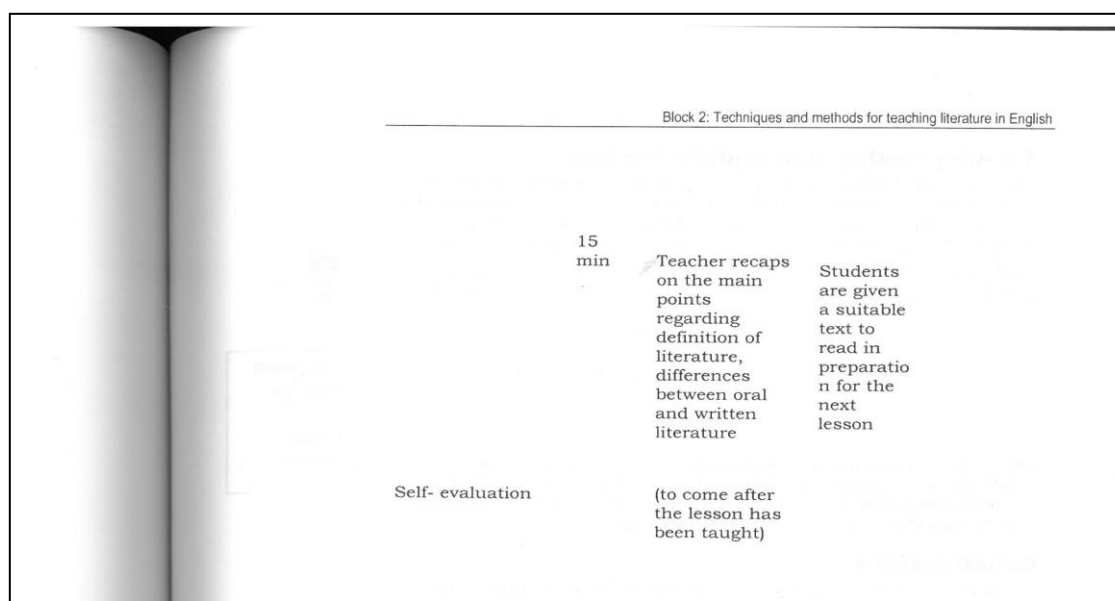 Block 2: Techniques and methods for teaching literature in English
15
min
Teacher recaps
on the main
points
regarding
definition of
literature,
differences
between oral
and written
literature
Students
are given
a suitable
text to
read in
preparatio
n for the
next
lesson
Self- evaluation
(to come after
the lesson has
been taught)